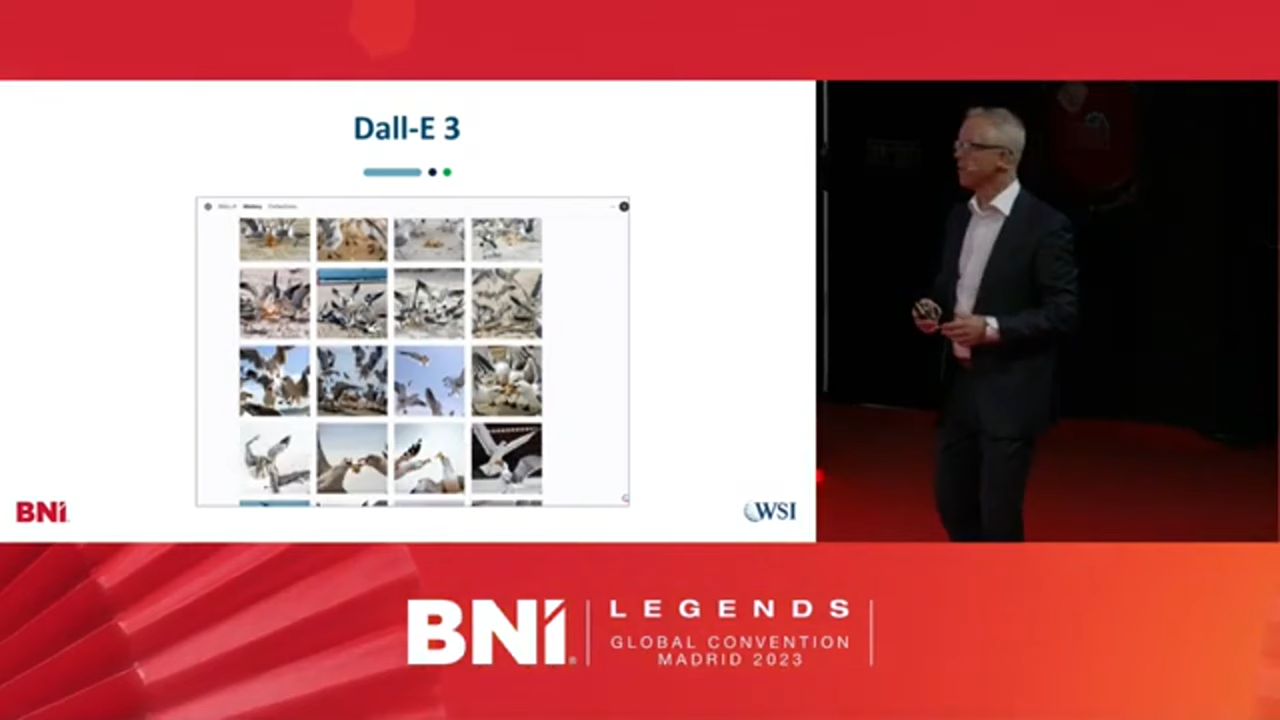 Dall-E 3
BNI
WSI
BNI
LEGENDS
GLOBAL CONVENTION
MADRID 2023